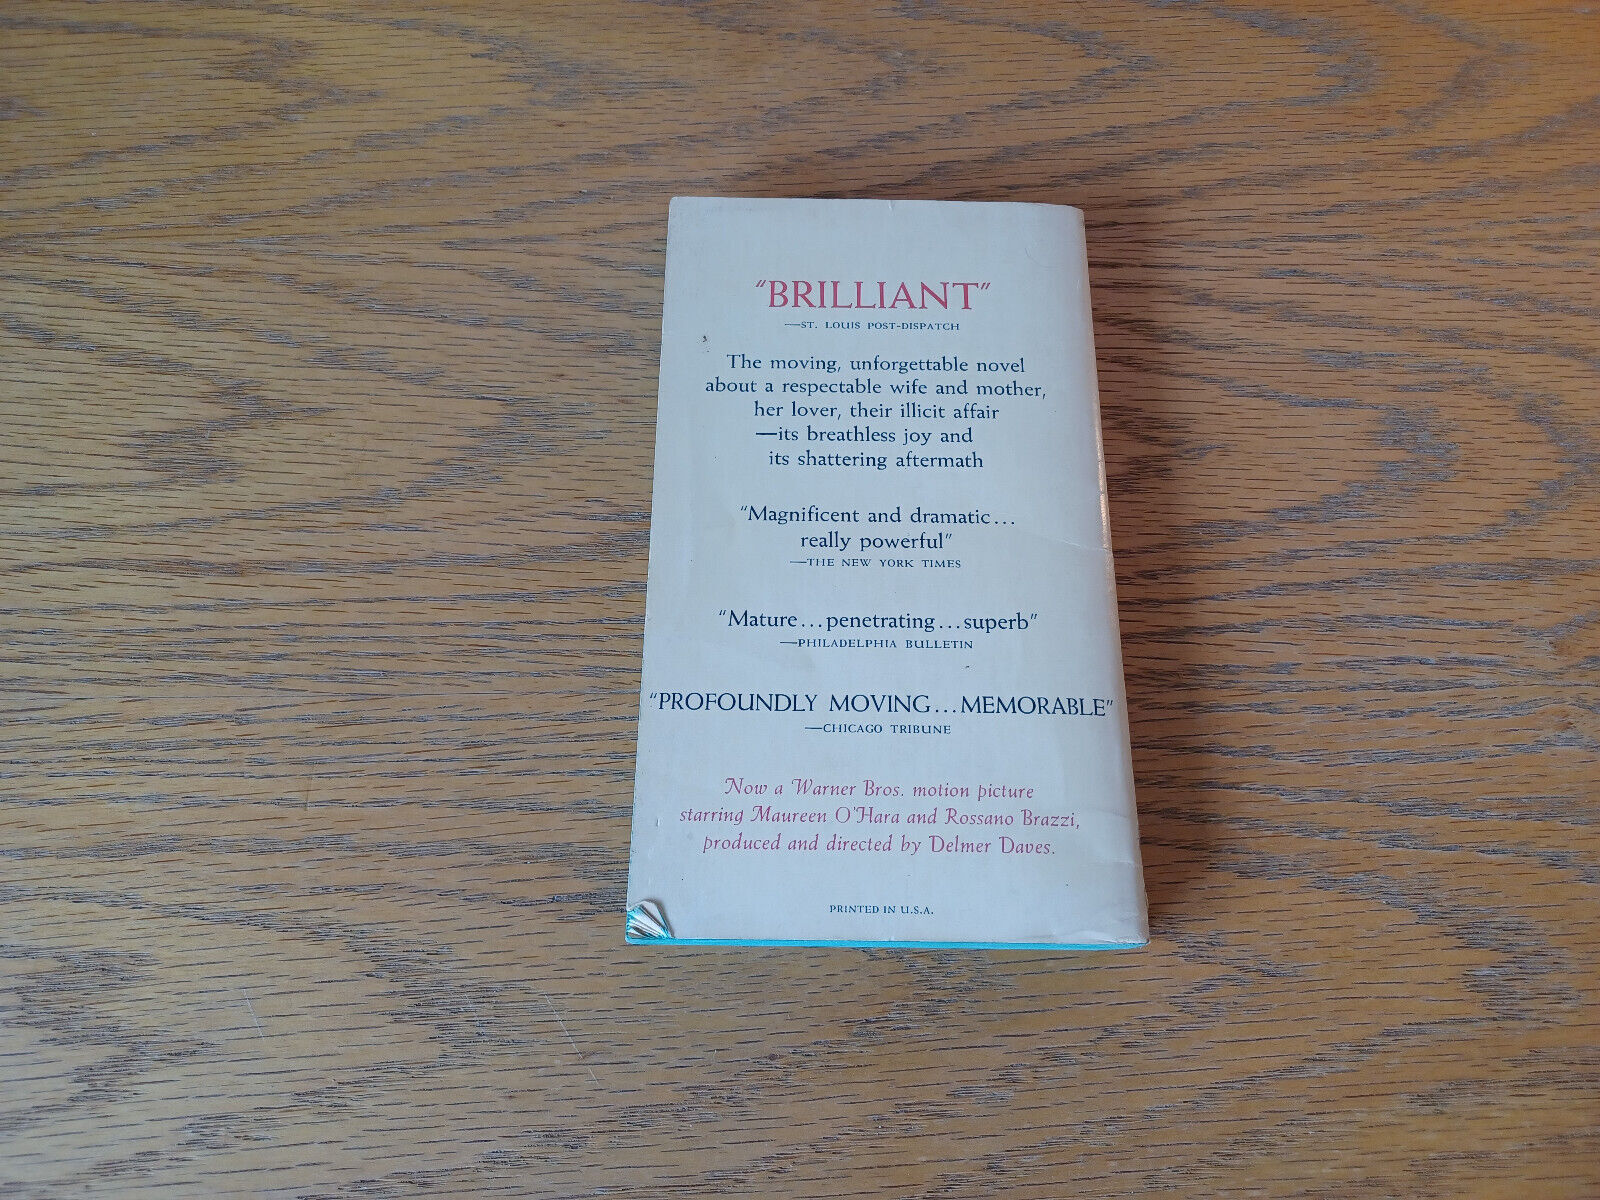 “BRILLIANT”
—ST. LOUIS POST-DISPATCH
The moving, unforgettable novel
about a respectable wife and mother,
her lover, their illicit affair
—its breathless joy and
its shattering aftermath
“Magnificent and dramatic...
really powerful”
—THE NEW YORK TIMES
“Mature...penetrating...superb”
—PHILADELPHIA BULLETIN
“PROFOUNDLY MOVING...MEMORABLE”
—CHICAGO TRIBUNE
Now a Warner Bros. motion picture
starring Maureen O'Hara and Rossano Brazzi,
produced and directed by Delmer Daves.
PRINTED IN U.S.A.